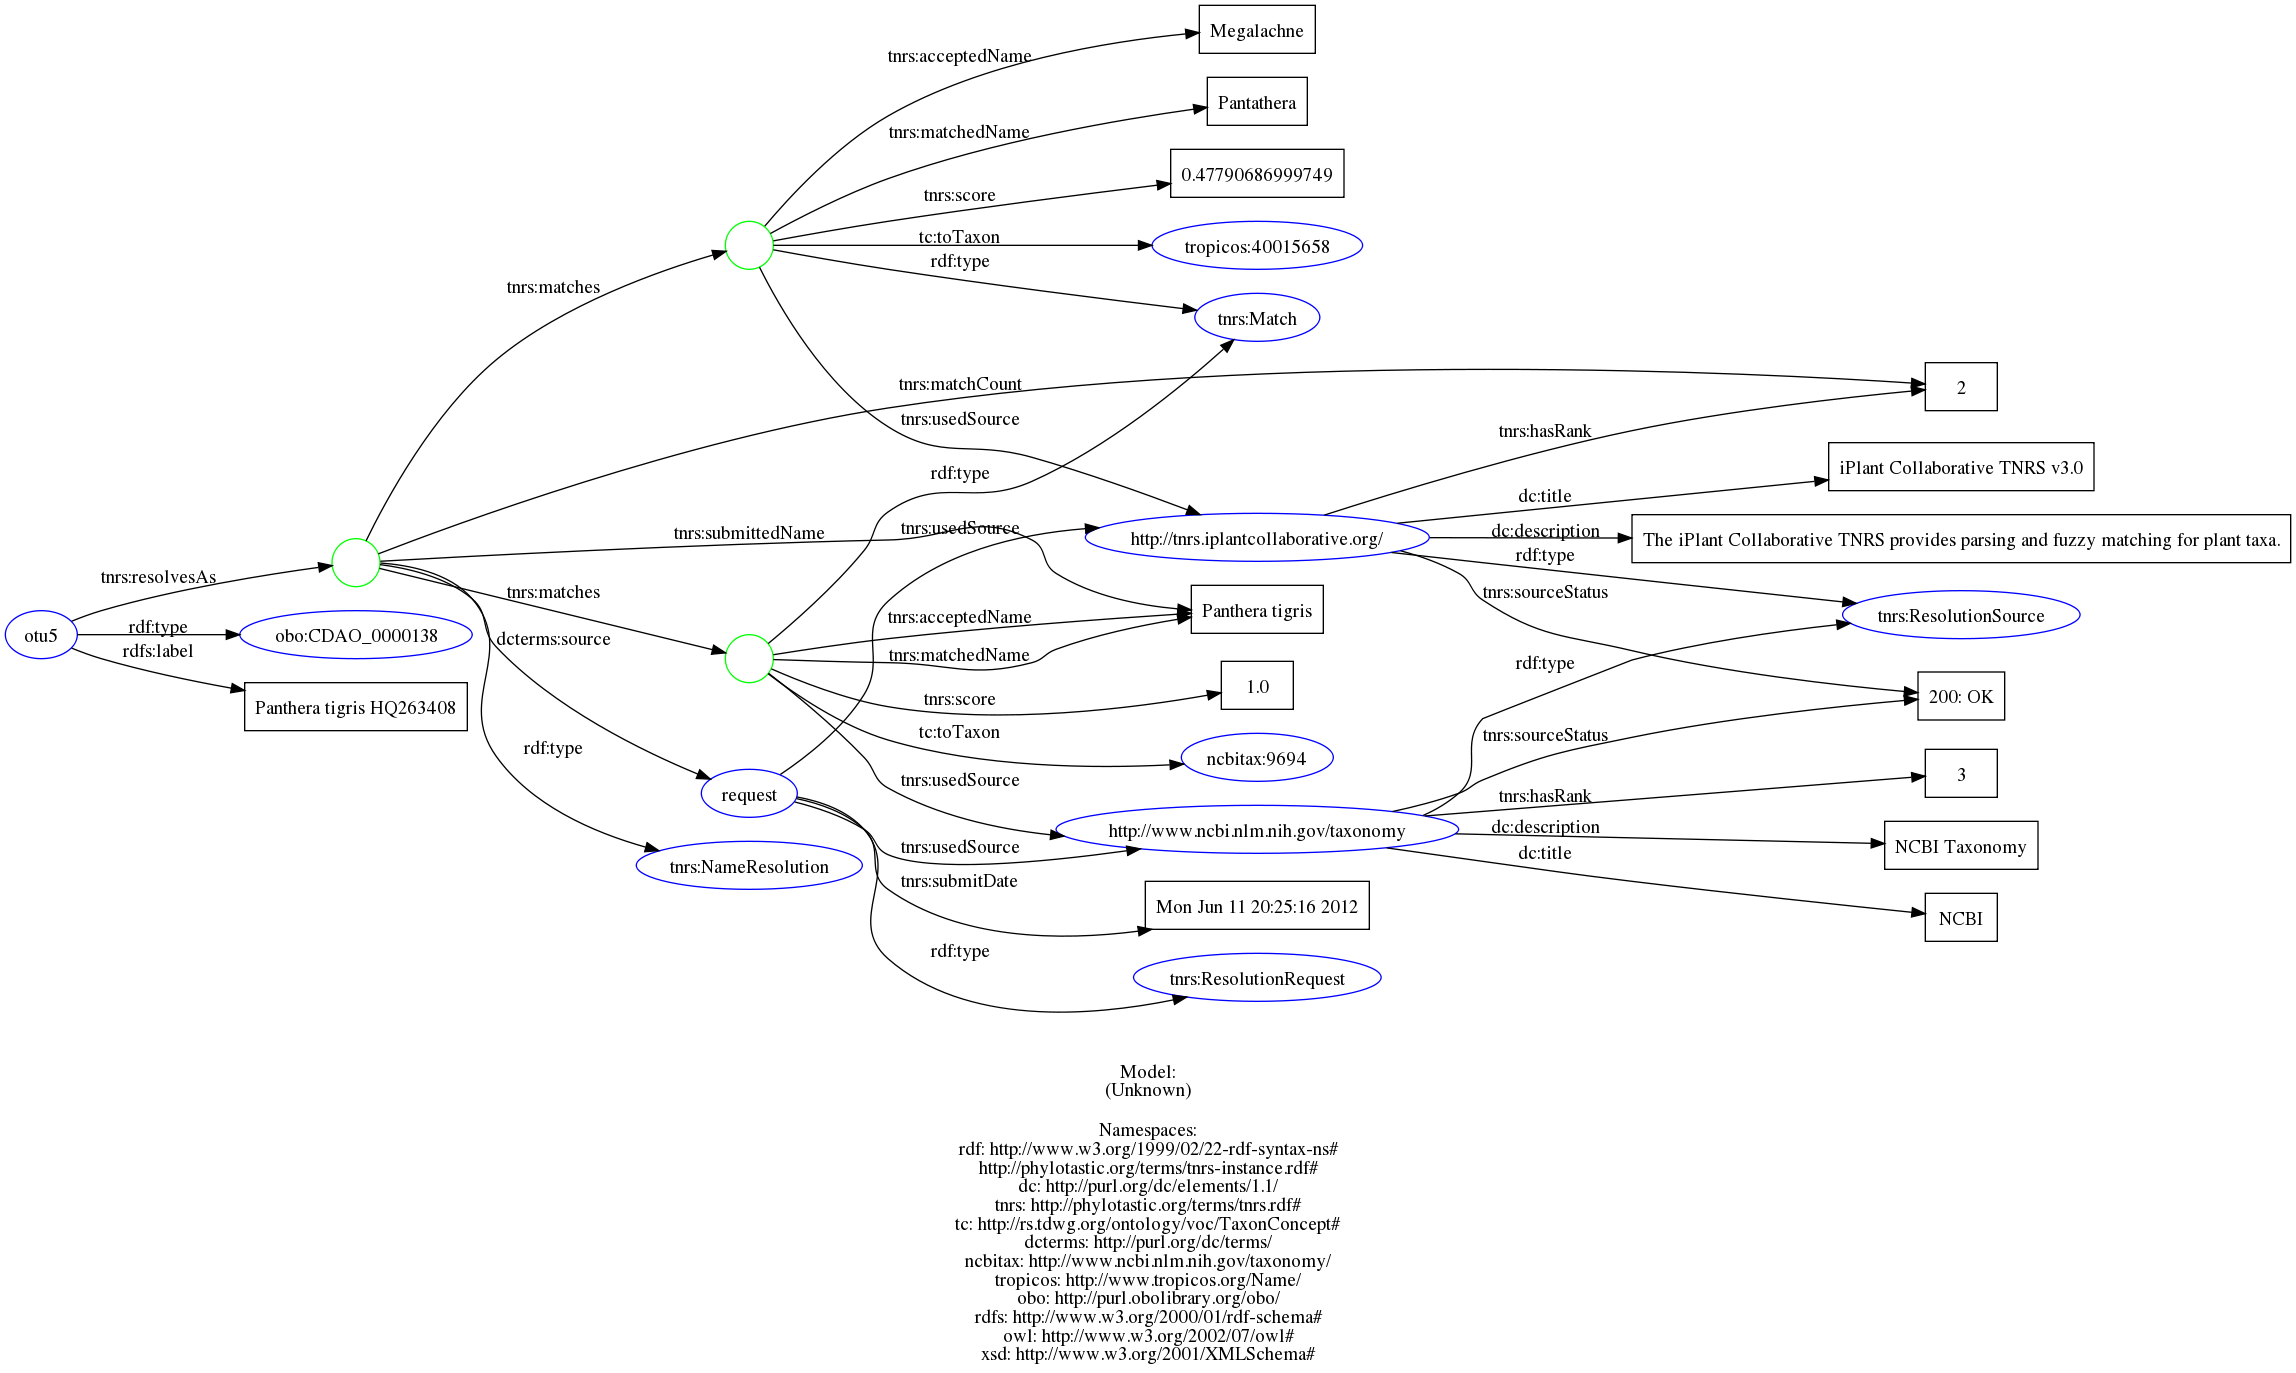 Megalachne
tnrs:acceptedName
Pantathera
tnrs:matchedName
0.47790686999749
tnrs:score
tc:toTaxon
tropicos:40015658
rdf:type
tnrs:matches
tnrs:Match
tnrs:matchCount
2
tnrs:usedSource
tnrs:hasRank
rdf:type
iPlant Collaborative TNRS v3.0
dc:title
tnrs:submittedName
tnrs:usedSource
http://tnrs.iplantcollaborative.org/
dc:description
The iPlant Collaborative TNRS provides parsing and fuzzy matching for plant taxa.
rdf:type
tnrs:resolvesAs
tnrs:matches
tnrs:sourceStatus
Panthera tigris
tnrs:acceptedName
tnrs:ResolutionSource
otu5
rdf:type
obo:CDAO_0000138
dcterms:source
rdfs:label
tnrs:matchedName
rdf:type
1.0
tnrs:score
200: OK
Panthera tigris HQ263408
tc:toTaxon
tnrs:sourceStatus
rdf:type
ncbitax:9694
tnrs:usedSource
3
request
tnrs:hasRank
http://www.ncbi.nlm.nih.gov/taxonomy
dc:description
tnrs:usedSource
NCBI Taxonomy
dc:title
tnrs:NameResolution
tnrs:submitDate
Mon Jun 11 20:25:16 2012
NCBI
rdf:type
tnrs:ResolutionRequest
Model:
(Unknown)
Namespaces:
rdf: http://www.w3.org/1999/02/22-rdf-syntax-ns#
http://phylotastic.org/terms/tnrs-instance.rdf#
dc: http://purl.org/dc/elements/1.1/
tnrs: http://phylotastic.org/terms/tnrs.rdf#
tc: http://rs.tdwg.org/ontology/voc/TaxonConcept#
dcterms: http://purl.org/dc/terms/
ncbitax: http://www.ncbi.nlm.nih.gov/taxonomy/
tropicos: http://www.tropicos.org/Name/
obo: http://purl.obolibrary.org/obo/
rdfs: http://www.w3.org/2000/01/rdf-schema#
owl: http://www.w3.org/2002/07/owl#
xsd: http://www.w3.org/2001/XMLSchema#